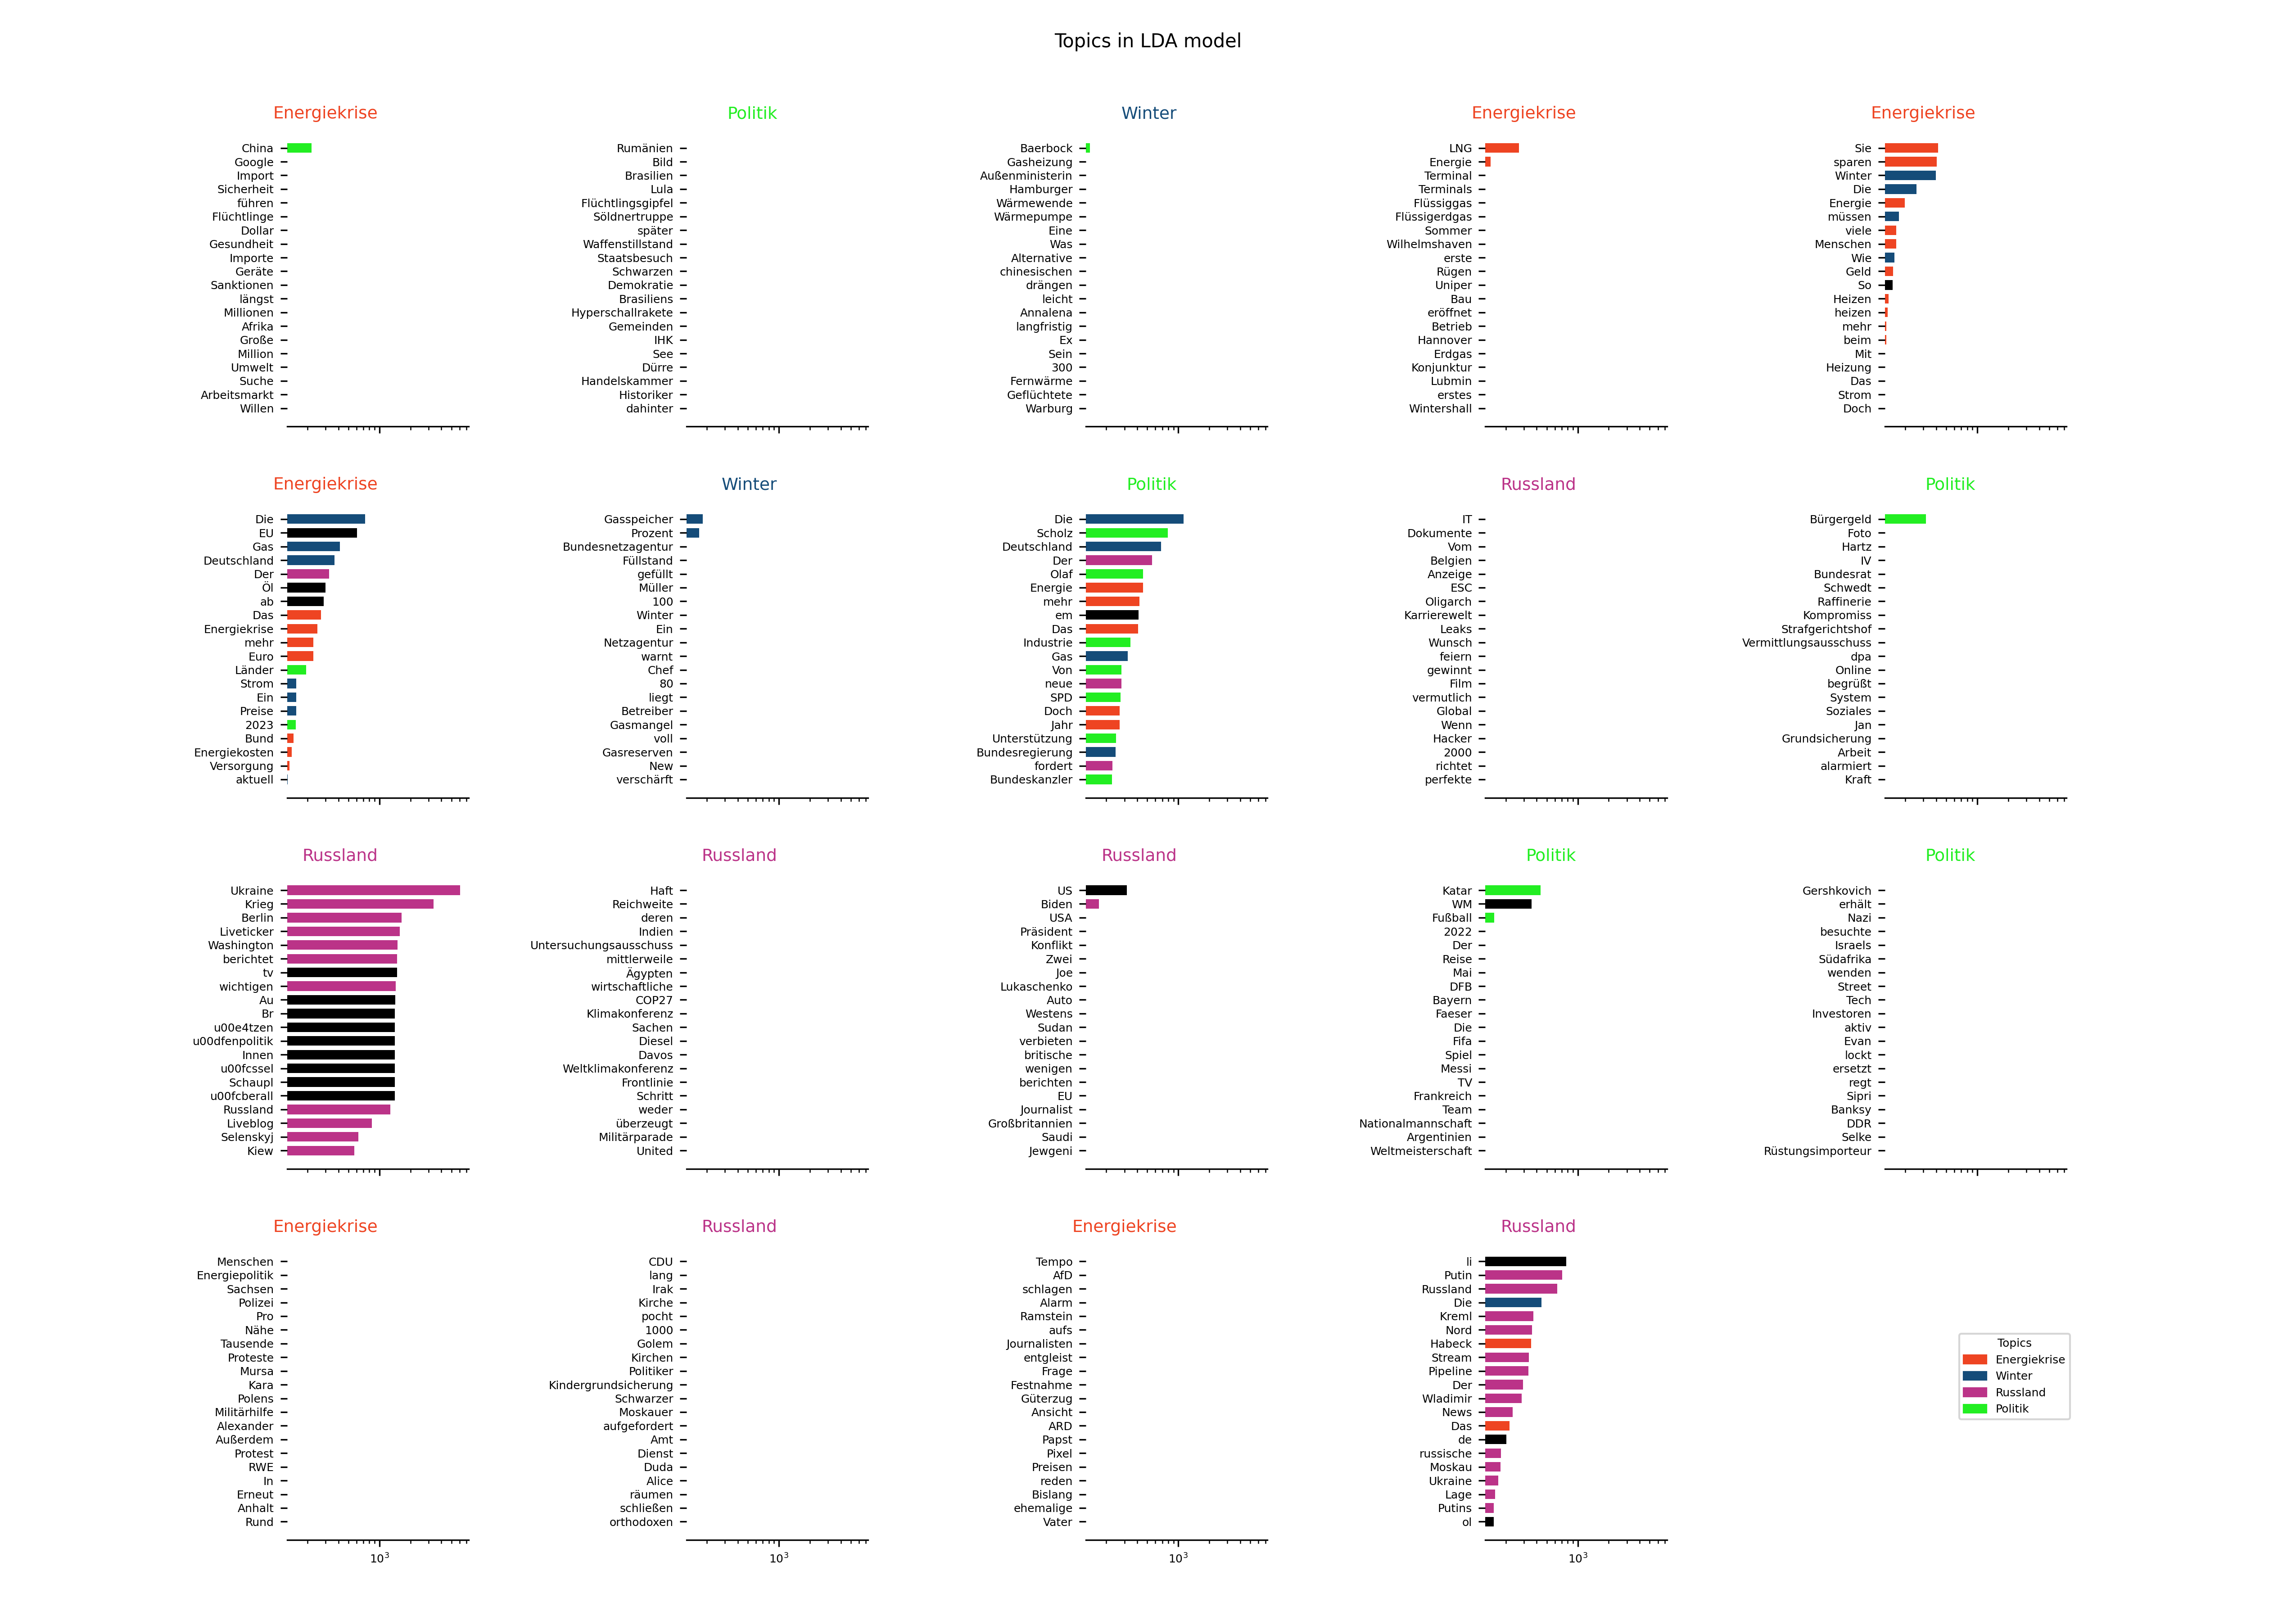 Topics in LDA model
Energiekrise
China
Google
Import
Sicherheit
führen
Flüchtlinge
Dollar
Gesundheit
Importe
Geräte
Sanktionen
längst
Millionen
Afrika
Große
Million
Umwelt
Suche
Arbeitsmarkt
Willen
Politik
Rumänien
Bild
Brasilien
Lula
Flüchtlingsgipfel
Söldnertruppe
später
Waffenstillstand
Staatsbesuch
Schwarzen
Demokratie
Brasiliens
Hyperschallrakete
Gemeinden
IHK
See
Dürre
Handelskammer
Historiker
dahinter
Winter
Baerbock
Gasheizung
Außenministerin
Hamburger
Wärmewende
Wärmepumpe
Eine
Was
Alternative
chinesischen
drängen
leicht
Annalena
langfristig
Ex
Sein
300
Fernwärme
Geflüchtete
Warburg
Energiekrise
LNG
Energie
Terminal
Terminals
Flüssiggas
Flüssigerdgas
Sommer
Wilhelmshaven
erste
Rügen
Uniper
Bau
eröffnet
Betrieb
Hannover
Erdgas
Konjunktur
Lubmin
erstes
Wintershall
Energiekrise
Sie
sparen
Winter
Die
Energie
müssen
viele
Menschen
Wie
Geld
So
Heizen
heizen
mehr
beim
Mit
Heizung
Das
Strom
Doch
Energiekrise
Die
EU
Gas
Deutschland
Der
Öl
ab
Das
Energiekrise
mehr
Euro
Länder
Strom
Ein
Preise
2023
Bund
Energiekosten
Versorgung
aktuell
Winter
Gasspeicher
Prozent
Bundesnetzagentur
Füllstand
gefüllt
Müller
100
Winter
Ein
Netzagentur
warnt
Chef
80
liegt
Betreiber
Gasmangel
voll
Gasreserven
New
verschärft
Politik
Die
Scholz
Deutschland
Der
Olaf
Energie
mehr
em
Das
Industrie
Gas
Von
neue
SPD
Doch
Jahr
Unterstützung
Bundesregierung
fordert
Bundeskanzler
Russland
IT
Dokumente
Vom
Belgien
Anzeige
ESC
Oligarch
Karrierewelt
Leaks
Wunsch
feiern
gewinnt
Film
vermutlich
Global
Wenn
Hacker
2000
richtet
perfekte
Politik
Bürgergeld
Foto
Hartz
IV
Bundesrat
Schwedt
Raffinerie
Kompromiss
Strafgerichtshof
Vermittlungsausschuss
dpa
Online
begrüßt
System
Soziales
Jan
Grundsicherung
Arbeit
alarmiert
Kraft
Russland
Ukraine
Krieg
Berlin
Liveticker
Washington
berichtet
tv
wichtigen
Au
Br
u00e4tzen
u00dfenpolitik
Innen
u00fcssel
Schaupl
u00fcberall
Russland
Liveblog
Selenskyj
Kiew
Russland
Haft
Reichweite
deren
Indien
Untersuchungsausschuss
mittlerweile
Ägypten
wirtschaftliche
COP27
Klimakonferenz
Sachen
Diesel
Davos
Weltklimakonferenz
Frontlinie
Schritt
weder
überzeugt
Militärparade
United
Russland
US
Biden
USA
Präsident
Konflikt
Zwei
Joe
Lukaschenko
Auto
Westens
Sudan
verbieten
britische
wenigen
berichten
EU
Journalist
Großbritannien
Saudi
Jewgeni
Politik
Katar
WM
Fußball
2022
Der
Reise
Mai
DFB
Bayern
Faeser
Die
Fifa
Spiel
Messi
TV
Frankreich
Team
Nationalmannschaft
Argentinien
Weltmeisterschaft
Politik
Gershkovich
erhält
Nazi
besuchte
Israels
Südafrika
wenden
Street
Tech
Investoren
aktiv
Evan
lockt
ersetzt
regt
Sipri
Banksy
DDR
Selke
Rüstungsimporteur
Energiekrise
Menschen
Energiepolitik
Sachsen
Polizei
Pro
Nähe
Tausende
Proteste
Mursa
Kara
Polens
Militärhilfe
Alexander
Außerdem
Protest
RWE
In
Erneut
Anhalt
Rund
10³
Russland
CDU
lang
Irak
Kirche
pocht
1000
Golem
Kirchen
Politiker
Kindergrundsicherung
Schwarzer
Moskauer
aufgefordert
Amt
Dienst
Duda
Alice
räumen
schließen
orthodoxen
10³
Energiekrise
Tempo
AfD
schlagen
Alarm
Ramstein
aufs
Journalisten
entgleist
Frage
Festnahme
Güterzug
Ansicht
ARD
Papst
Pixel
Preisen
reden
Bislang
ehemalige
Vater
10³
Russland
li
Putin
Russland
Die
Kreml
Nord
Habeck
Stream
Pipeline
Der
Wladimir
News
Das
de
russische
Moskau
Ukraine
Lage
Putins
ol
10³
Topics
Energiekrise
Winter
Russland
Politik